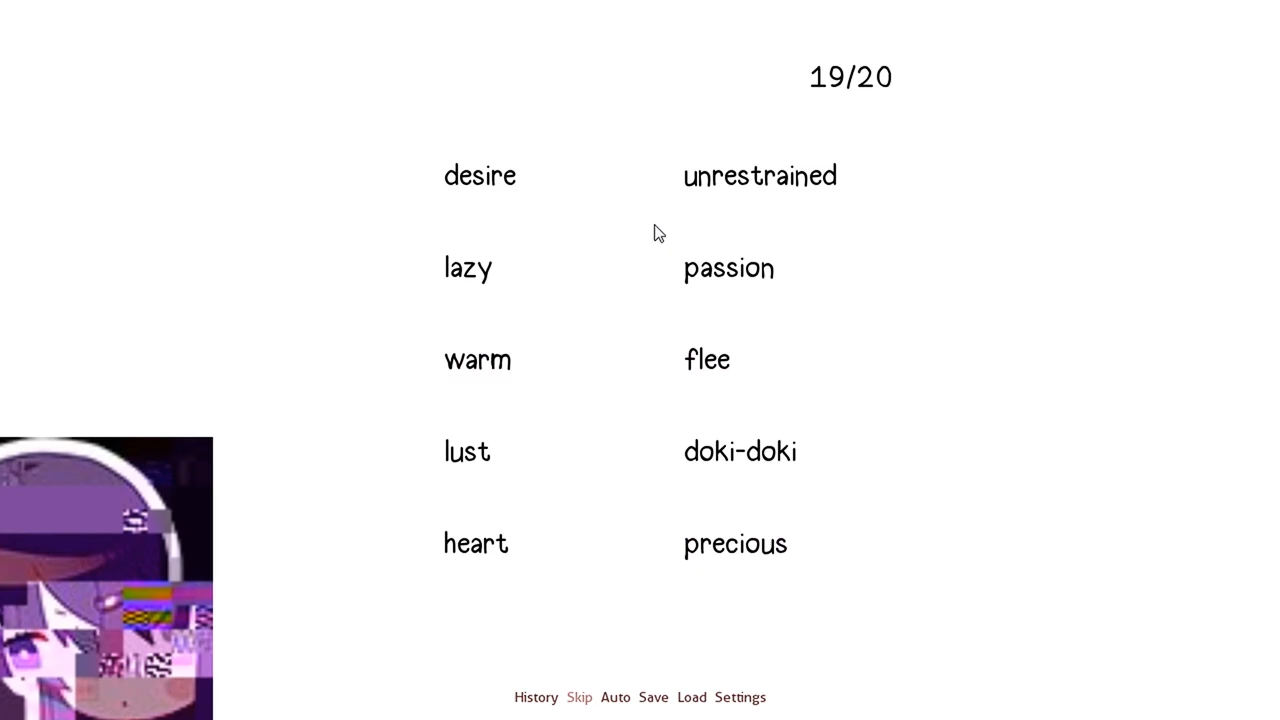 19/20
desire unrestrained
lazy passion
warm flee
lust doki-doki
heart precious
History Skip Auto Save Load Settings